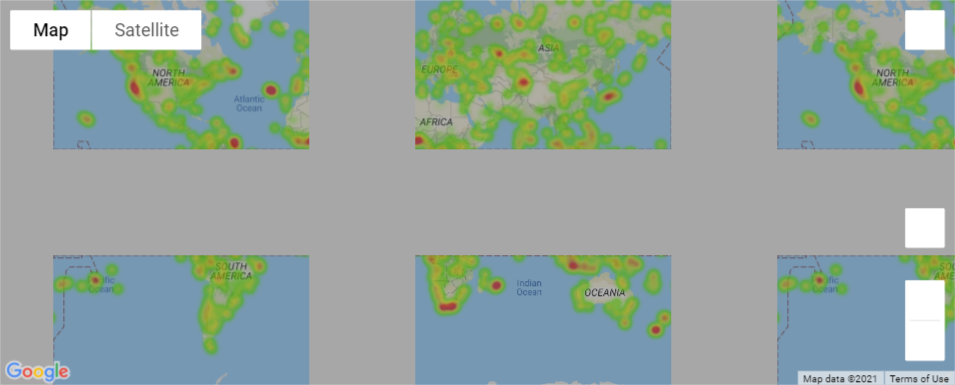 Map
Satellite
NORTH
AMERICA
Atlantic
Ocean
EUROPE
ASIA
AFRICA
NORTH
AMERICA
Ocean
SOUTH
AMERICA
Indian
Ocean
OCEANIA
Google
Map data ©2021
Terms of Use